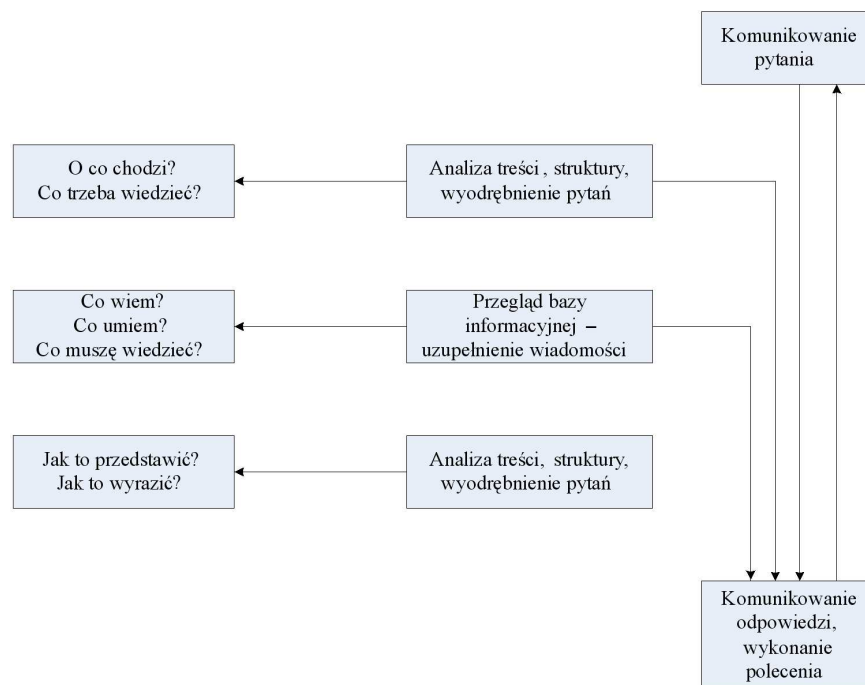 Komunikowanie
pytania
O co chodzi?
Co trzeba wiedzieć?
Analiza treści, struktury,
wyodrębnienie pytań
Co wiem?
Co umiem?
Co muszę wiedzieć?
Przegląd bazy
informacyjnej –
uzupełnienie wiadomości
Jak to przedstawić?
Jak to wyrazić?
Analiza treści, struktury,
wyodrębnienie pytań
Komunikowanie
odpowiedzi,
wykonanie
polecenia